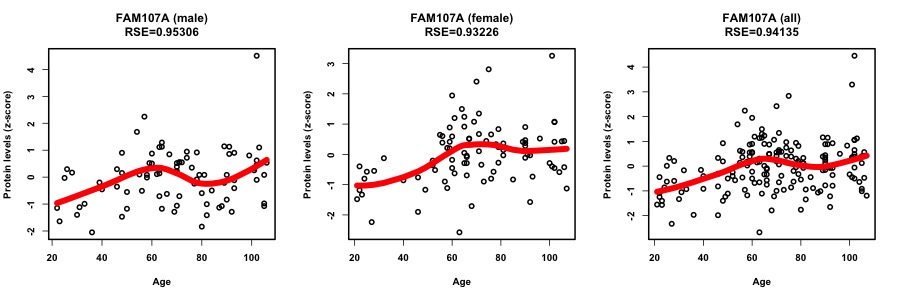 FAM107A (male)
RSE=0.95306
Protein levels (z-score)
4
3
2
1
0
-1
-2
20 40 60 80 100
Age
FAM107A (female)
RSE=0.93226
Protein levels (z-score)
3
2
1
0
-1
-2
20 40 60 80 100
Age
FAM107A (all)
RSE=0.94135
Protein levels (z-score)
4
3
2
1
0
-1
-2
20 40 60 80 100
Age